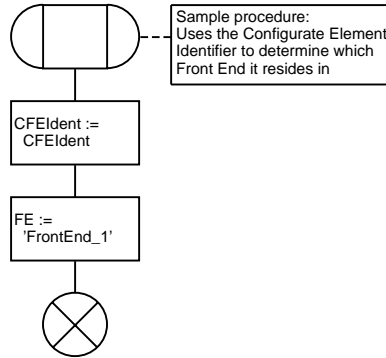 Sample procedure:
Uses the Configurate Element
Identifier to determine which
Front End it resides in
CFEIdent :=
CFEIdent
FE :=
’FrontEnd_1’